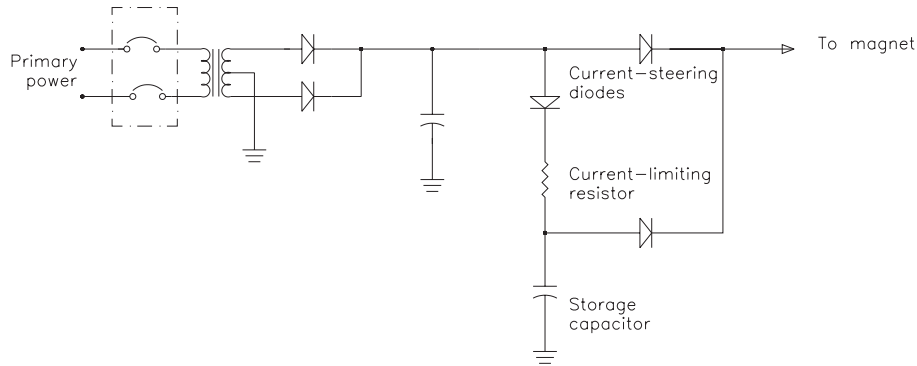 Primary
power
To magnet
Current-steering
diodes
Current-limiting
resistor
Storage
capacitor